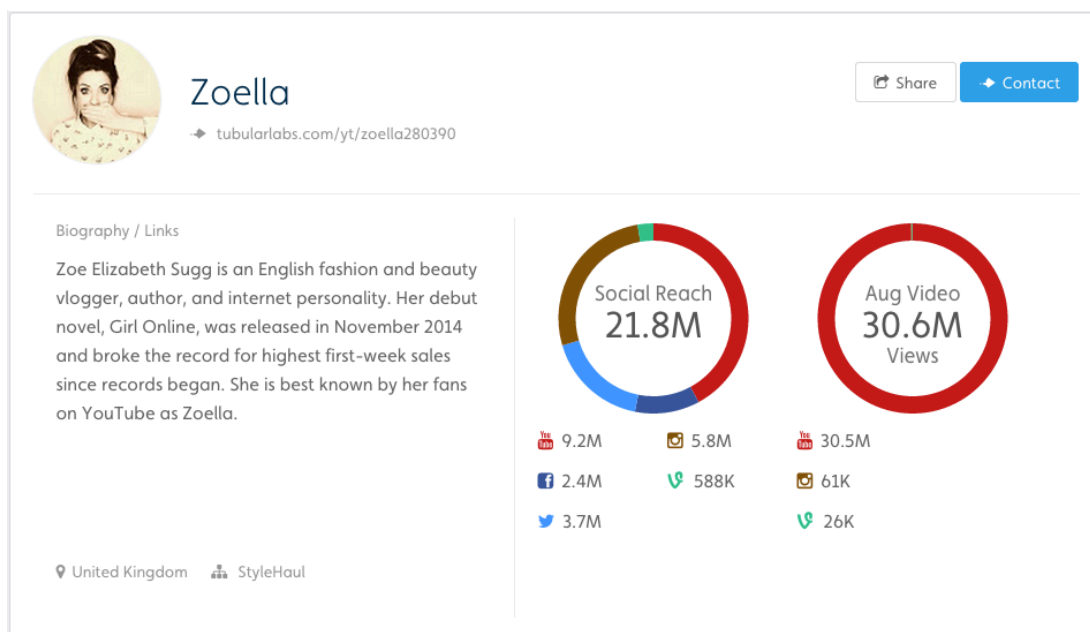 Zoella
tubularlabs.com/yt/zoella280390
Share
Contact
Biography / Links
Zoe Elizabeth Sugg is an English fashion and beauty
vlogger, author, and internet personality. Her debut
novel, Girl Online, was released in November 2014
and broke the record for highest first-week sales
since records began. She is best known by her fans
on YouTube as Zoella.
United Kingdom
StyleHaul
Social Reach
21.8M
You Tube 9.2M
5.8M
2.4M
588K
3.7M
Aug Video
30.6M
Views
You Tube 30.5M
61K
26K